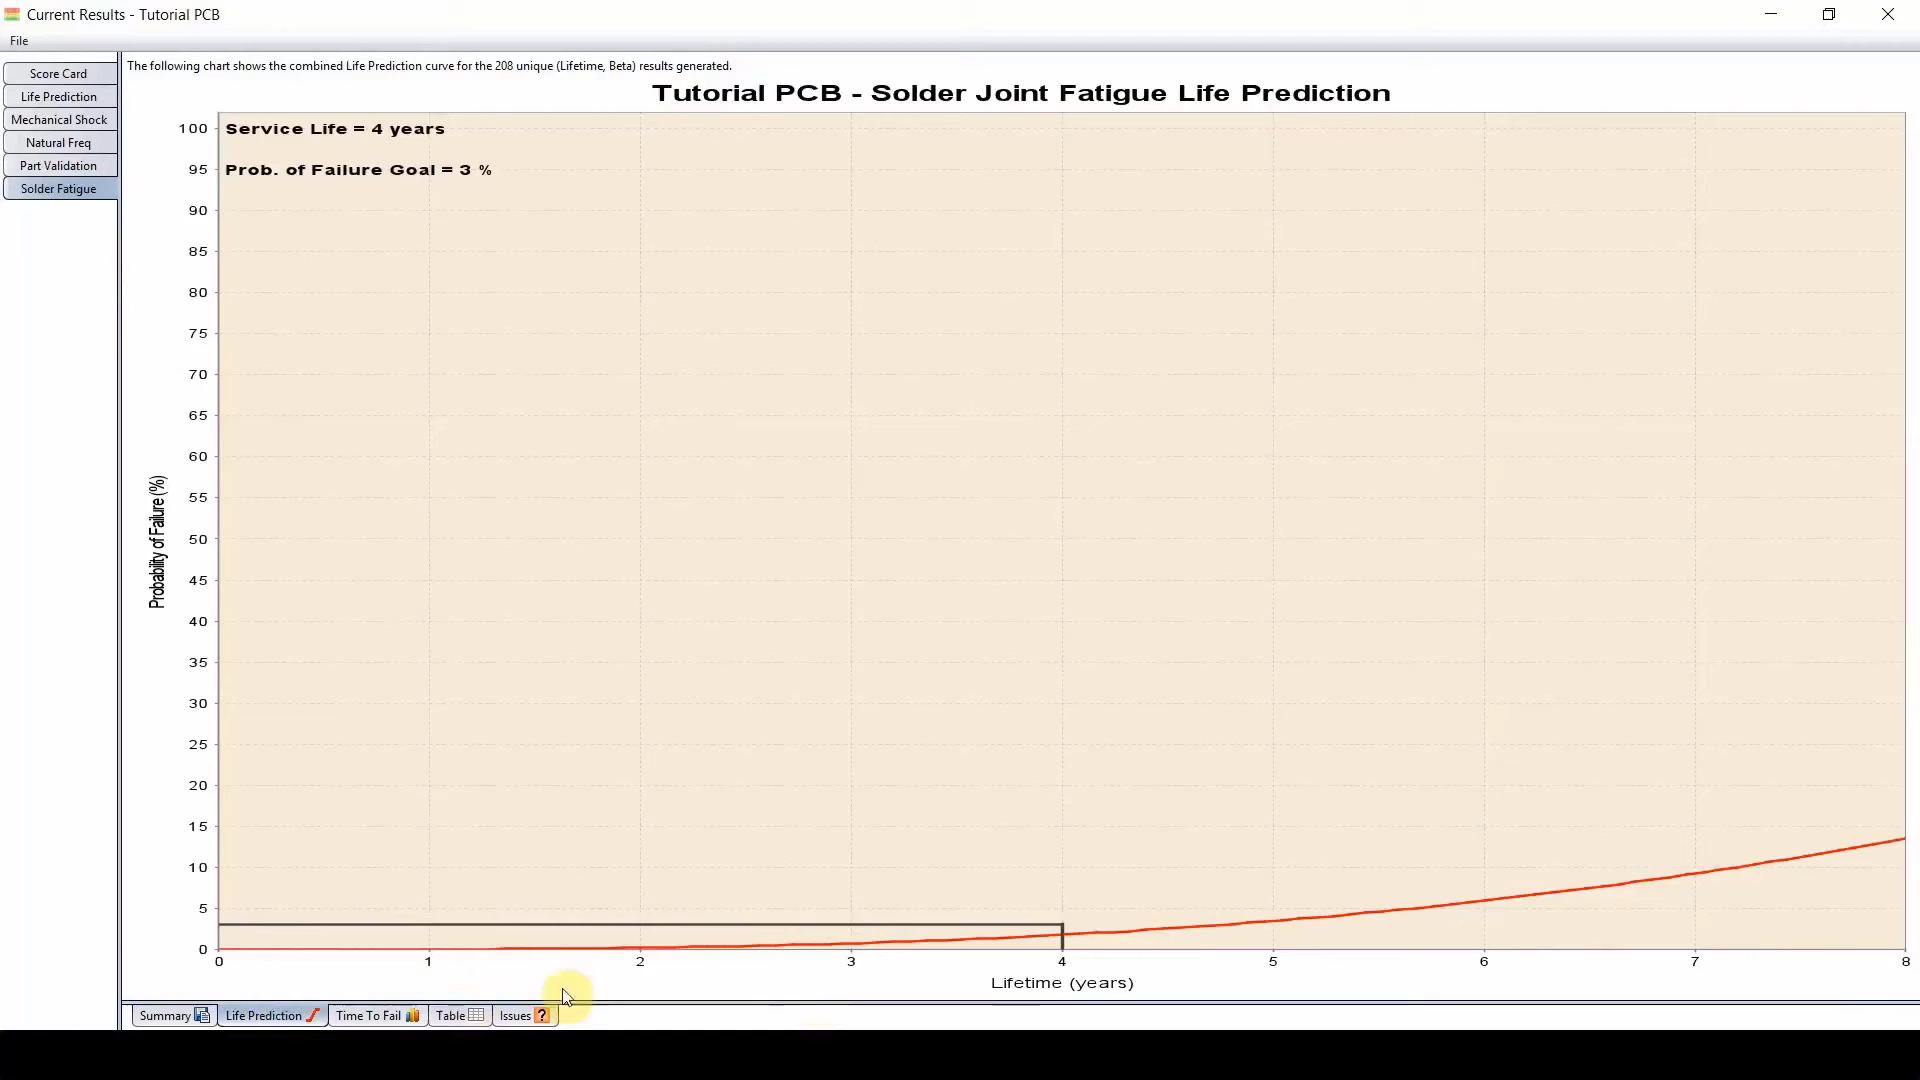 Current Results - Tutorial PCB
File
Score Card
Life Prediction
Mechanical Shock
Natural Freq
Part Validation
Solder Fatigue
The following chart shows the combined Life Prediction curve for the 208 unique (Lifetime, Beta) results generated.
Tutorial PCB - Solder Joint Fatigue Life Prediction
Service Life = 4 years
Prob. of Failure Goal = 3 %
100
95
90
85
80
75
70
65
60
55
50
45
40
35
30
25
20
15
10
5
0
Probability of Failure (%)
0 1 2 3 4 5 6 7 8
Lifetime (years)
Summary Life Prediction Time To Fail Table Issues ?